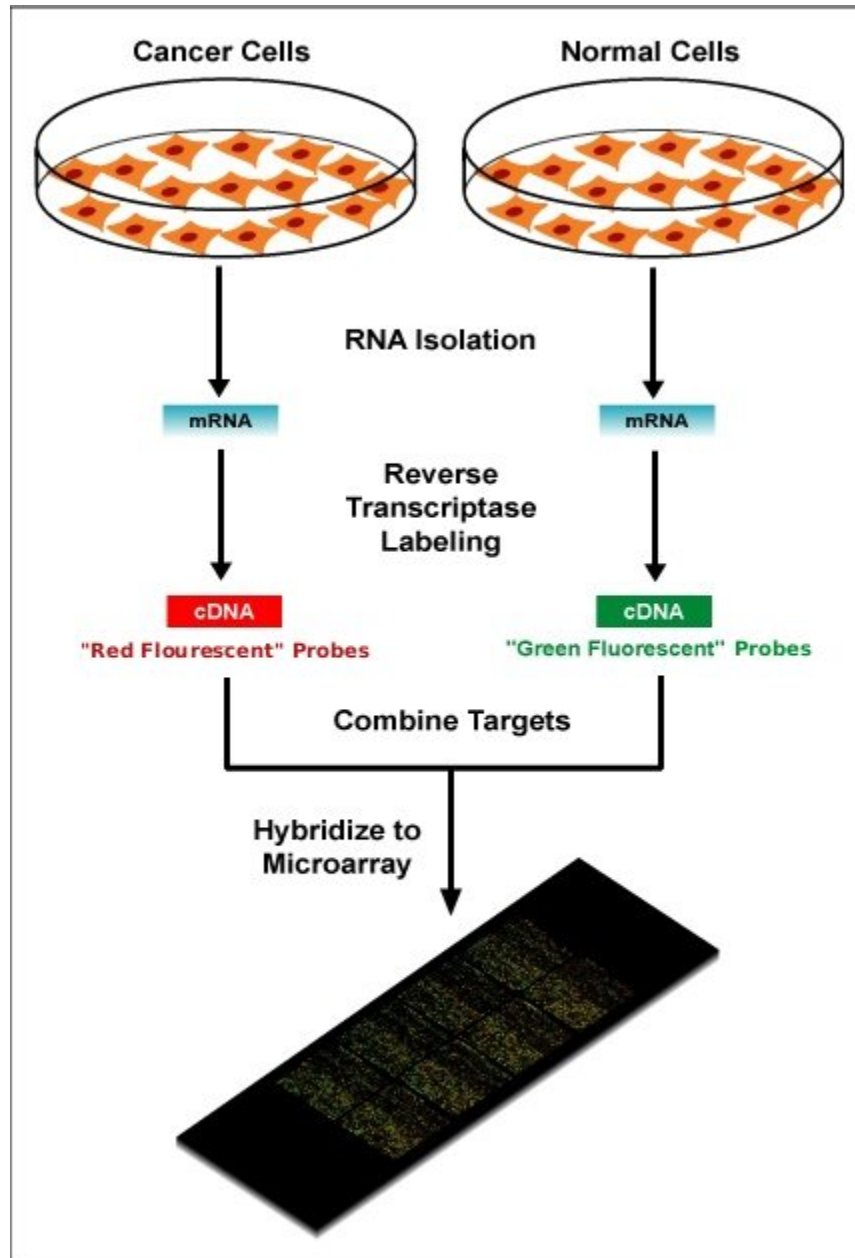 Cancer Cells
Normal Cells
RNA Isolation
mRNA
mRNA
Reverse
Transcriptase
Labeling
cDNA
cDNA
"Red Flourescent" Probes
"Green Fluorescent" Probes
Combine Targets
Hybridize to
Microarray